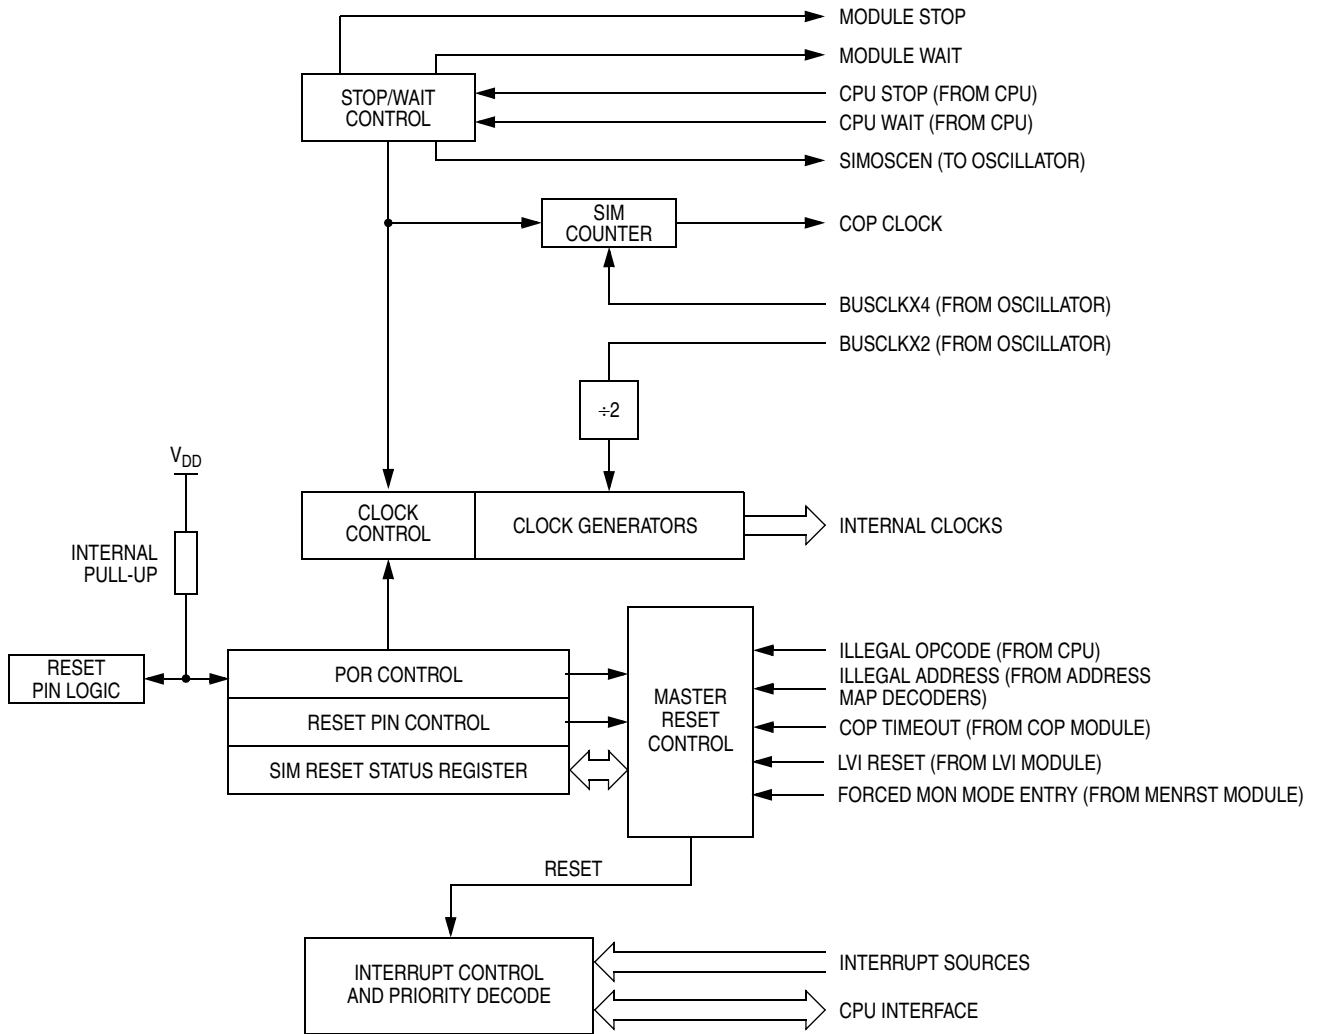 MODULE STOP
MODULE WAIT
STOP/WAIT
CONTROL
CPU STOP (FROM CPU)
CPU WAIT (FROM CPU)
SIMOSCEN (TO OSCILLATOR)
SIM
COUNTER
COP CLOCK
BUSCLKX4 (FROM OSCILLATOR)
BUSCLKX2 (FROM OSCILLATOR)
÷2
VDD
INTERNAL
PULL-UP
CLOCK
CONTROL
CLOCK GENERATORS
INTERNAL CLOCKS
RESET
PIN LOGIC
POR CONTROL
RESET PIN CONTROL
SIM RESET STATUS REGISTER
MASTER
RESET
CONTROL
ILLEGAL OPCODE (FROM CPU)
ILLEGAL ADDRESS (FROM ADDRESS
MAP DECODERS)
COP TIMEOUT (FROM COP MODULE)
LVI RESET (FROM LVI MODULE)
FORCED MON MODE ENTRY (FROM MENRST MODULE)
RESET
INTERRUPT CONTROL
AND PRIORITY DECODE
INTERRUPT SOURCES
CPU INTERFACE